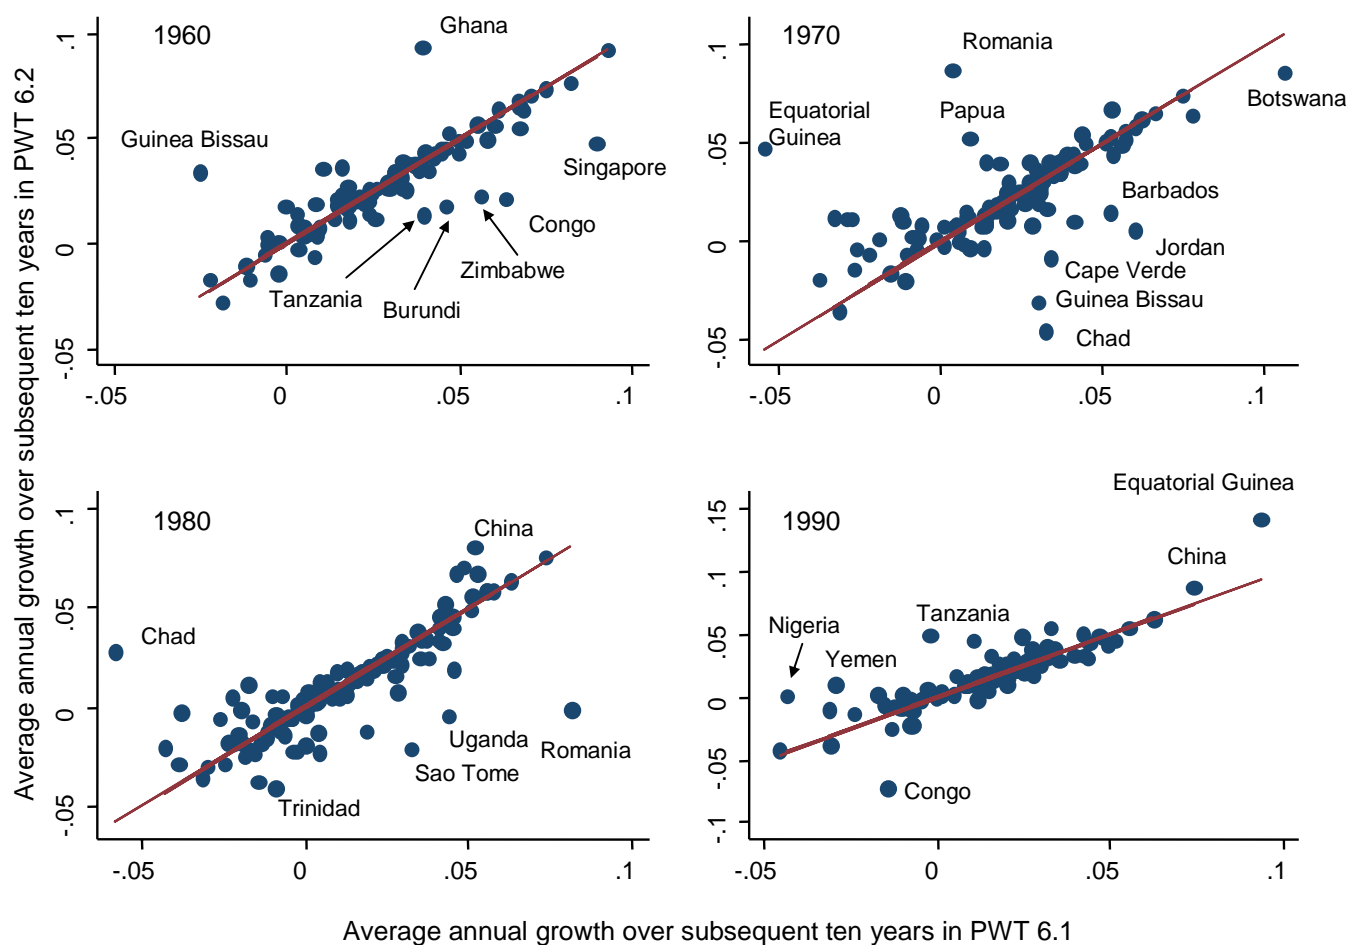 Average annual growth over subsequent ten years in PWT 6.2
1960
Ghana
Guinea Bissau
Singapore
Congo
Zimbabwe
Tanzania
Burundi
.1
.05
0
-.05
-.05
0
.05
.1
1970
Romania
Equatorial
Guinea
Papua
Botswana
Barbados
Jordan
Cape Verde
Guinea Bissau
Chad
.1
.05
0
-.05
-.05
0
.05
.1
1980
China
Chad
Uganda
Romania
Sao Tome
Trinidad
.1
.05
0
-.05
-.05
0
.05
.1
Equatorial Guinea
1990
China
Tanzania
Nigeria
Yemen
Congo
.15
.1
.05
0
-.05
-.1
-.05
0
.05
.1
Average annual growth over subsequent ten years in PWT 6.1